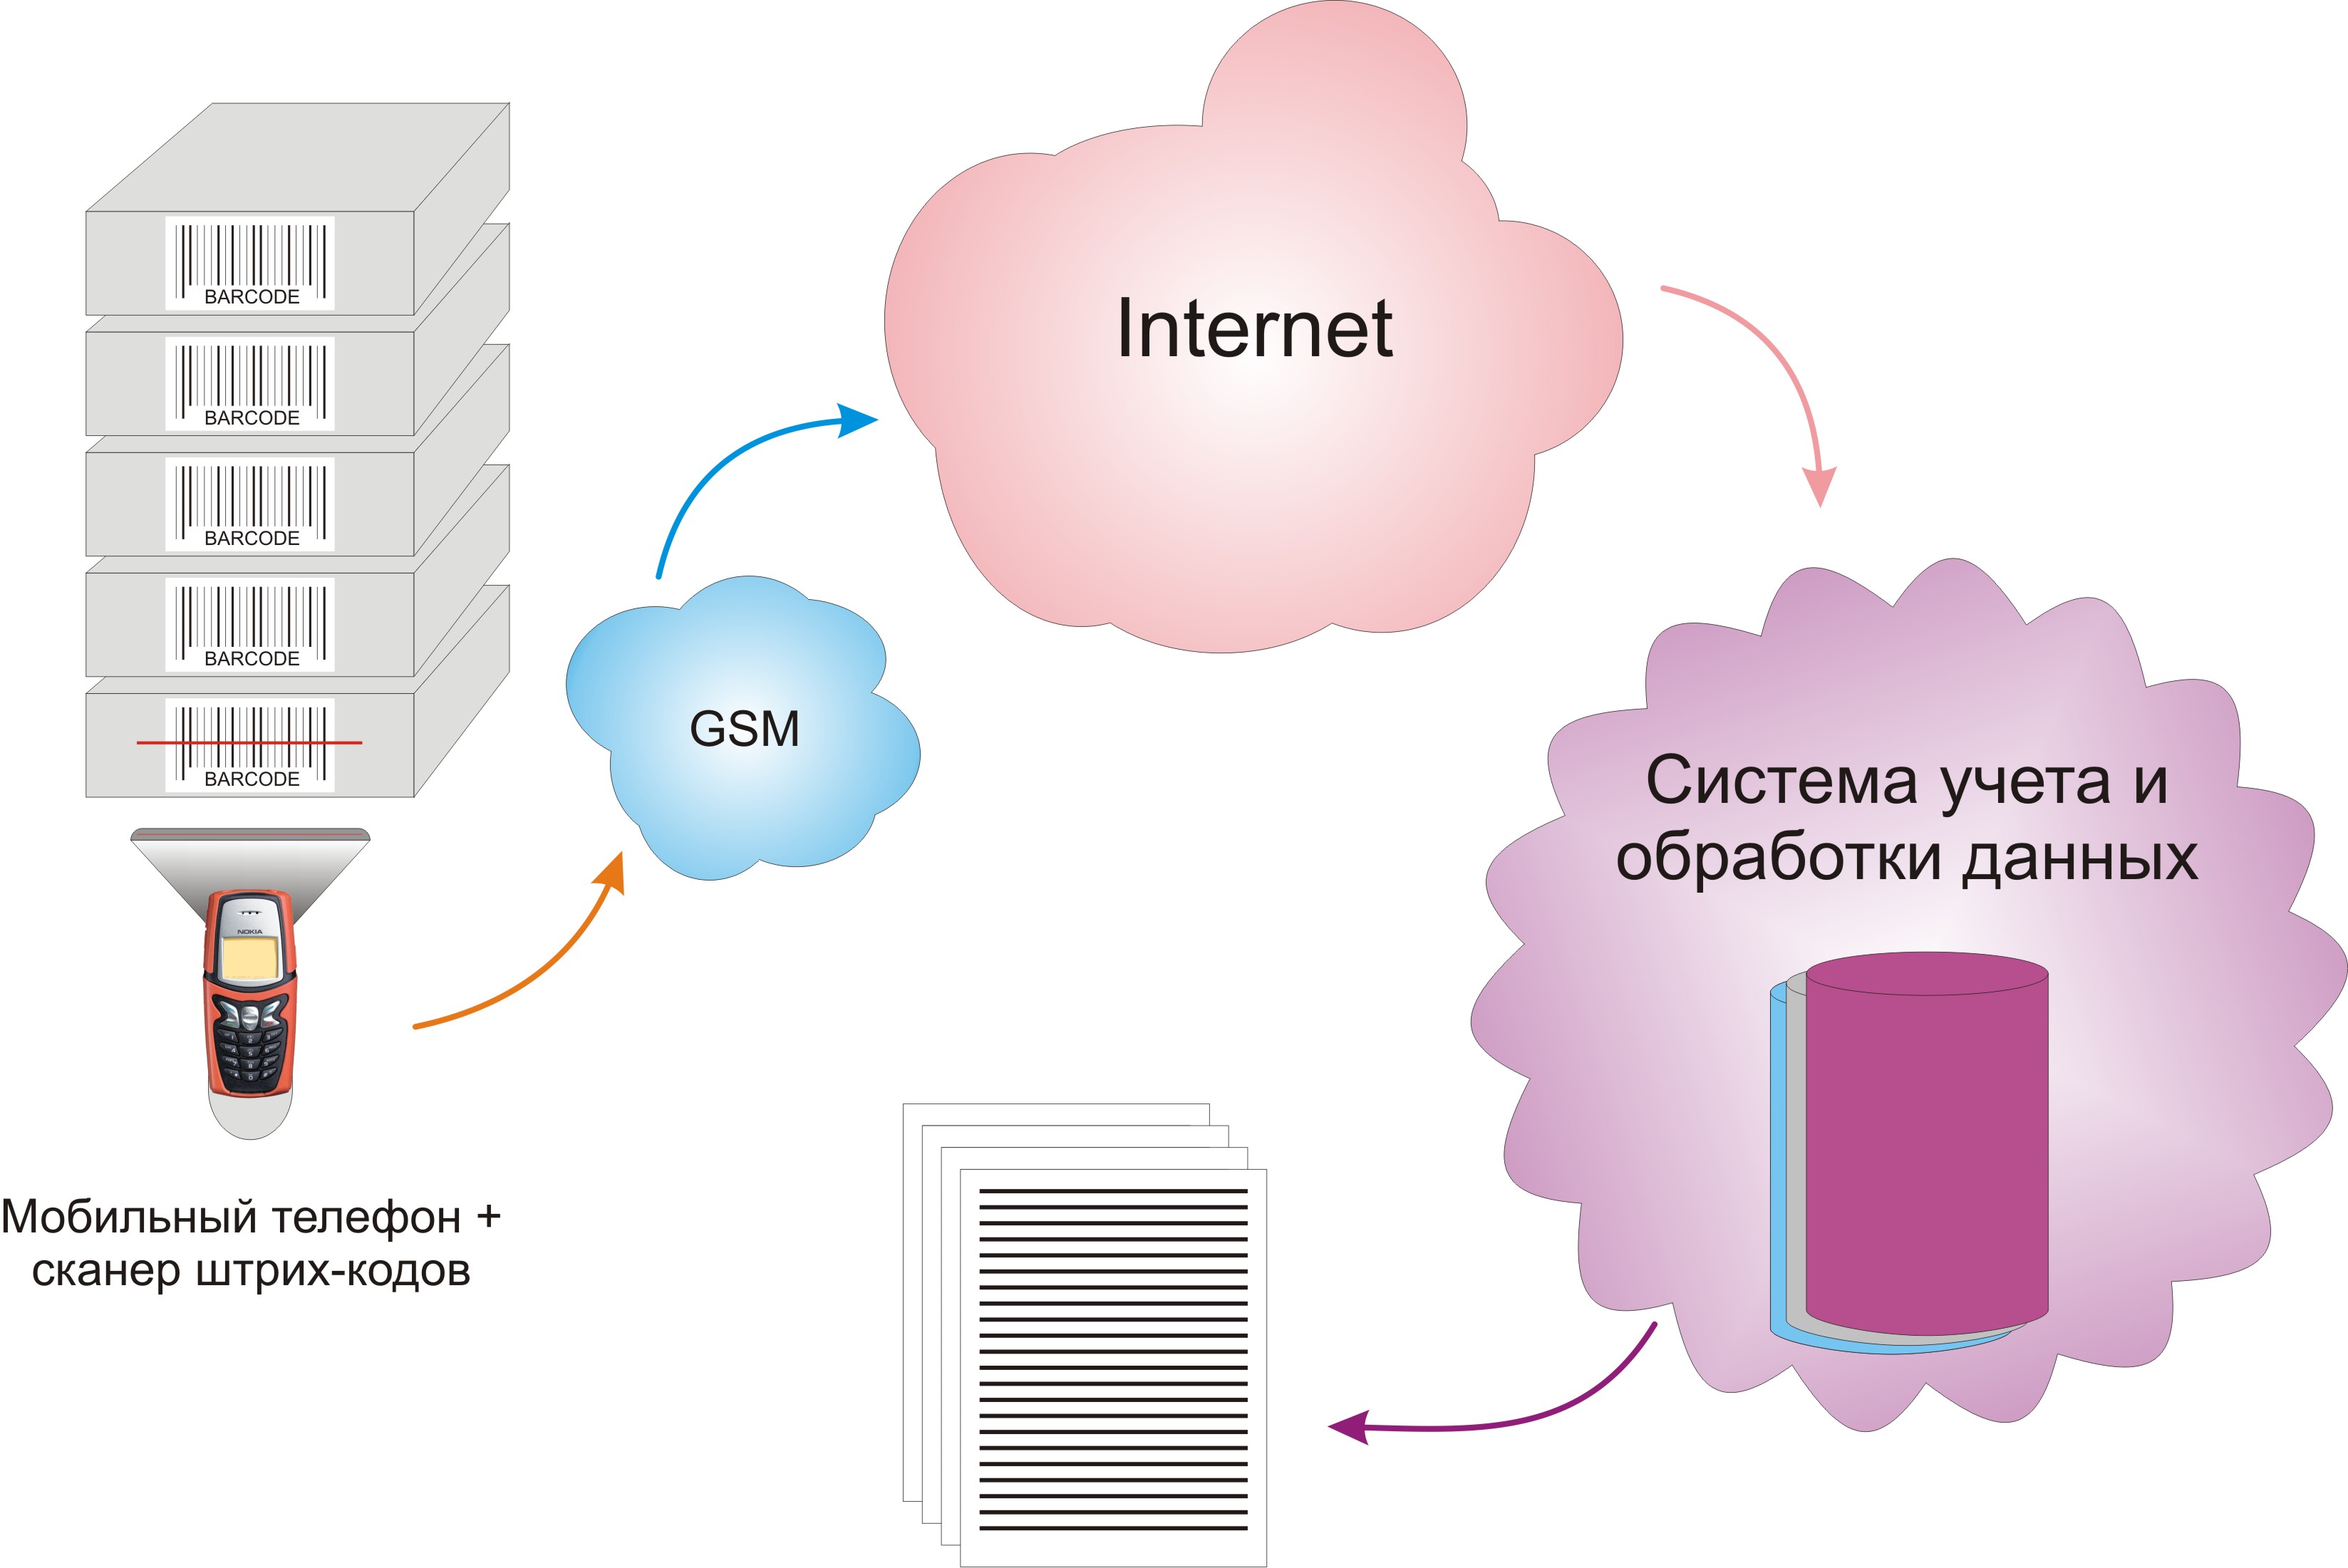 BARCODE
BARCODE
BARCODE
BARCODE
BARCODE
NOKIA
Мобильный телефон +
сканер штрих-кодов
GSM
Internet
Система учета и
обработки данных